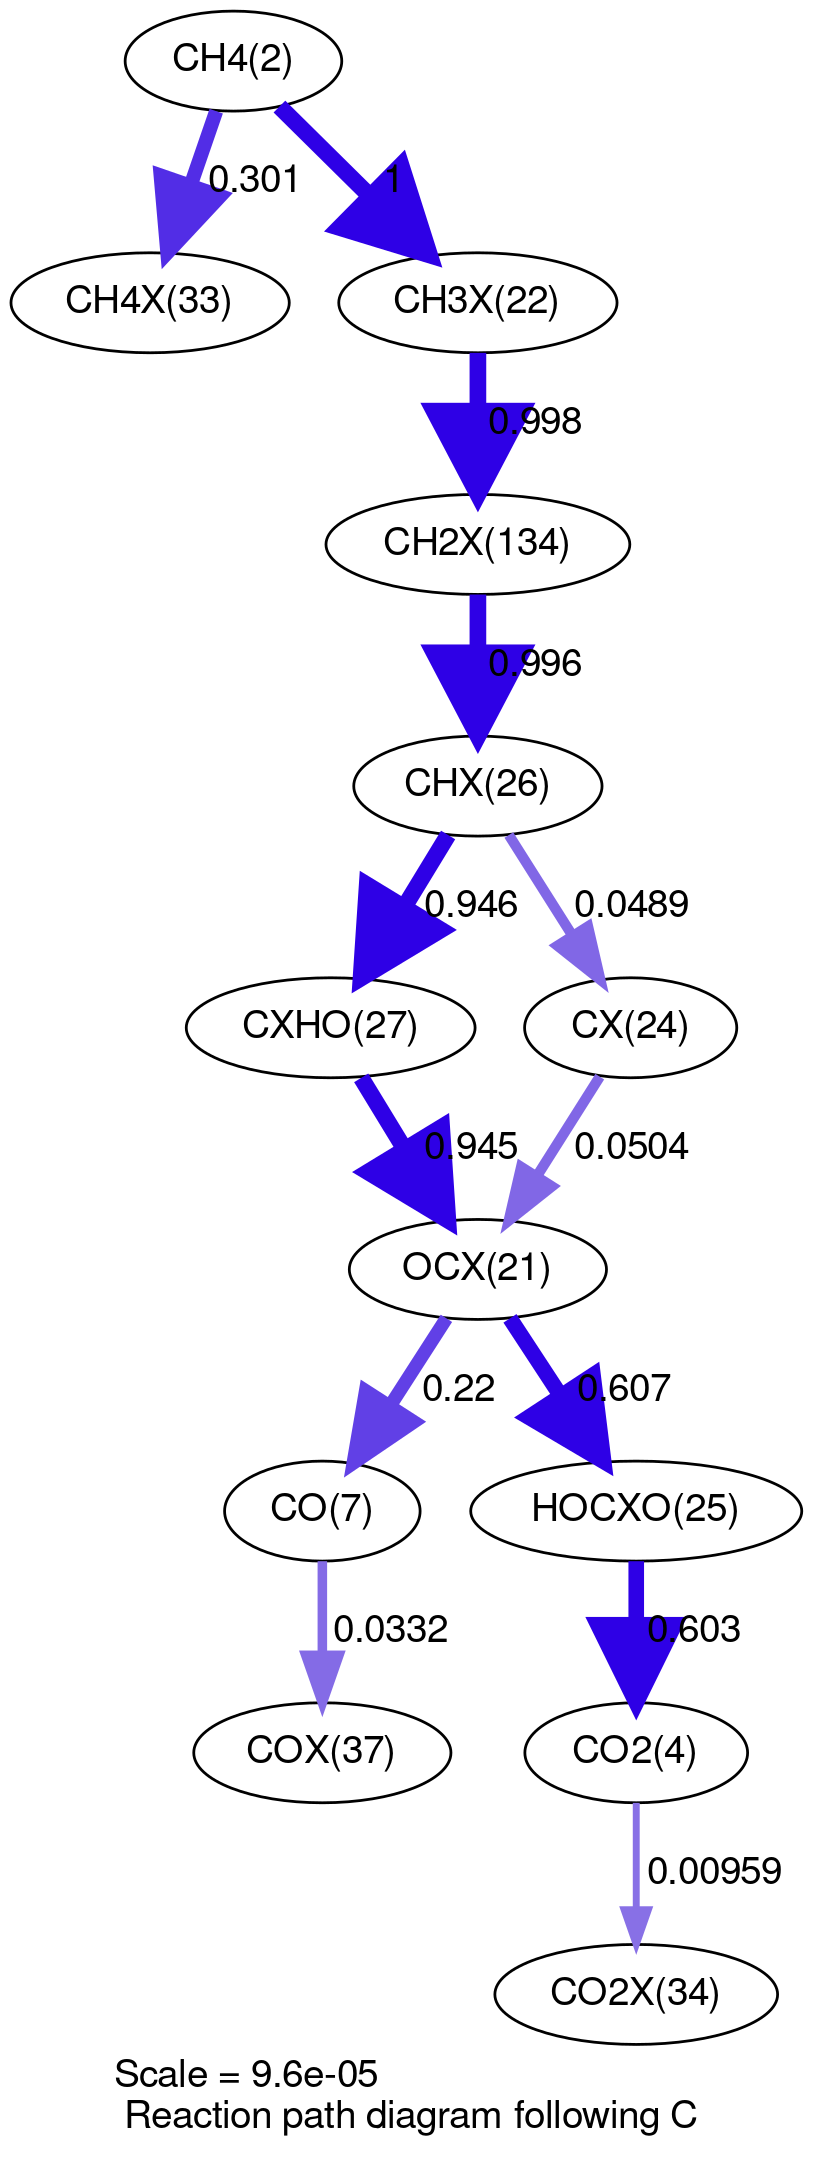 CH4(2)
0.301
1
CH4X(33)
CH3X(22)
0.998
CH2X(134)
0.996
CHX(26)
0.946
0.0489
CXHO(27)
CX(24)
0.945
0.0504
OCX(21)
0.22
0.607
CO(7)
HOCXO(25)
0.0332
0.603
COX(37)
CO2(4)
0.00959
CO2X(34)
Scale = 9.6e-05
Reaction path diagram following C